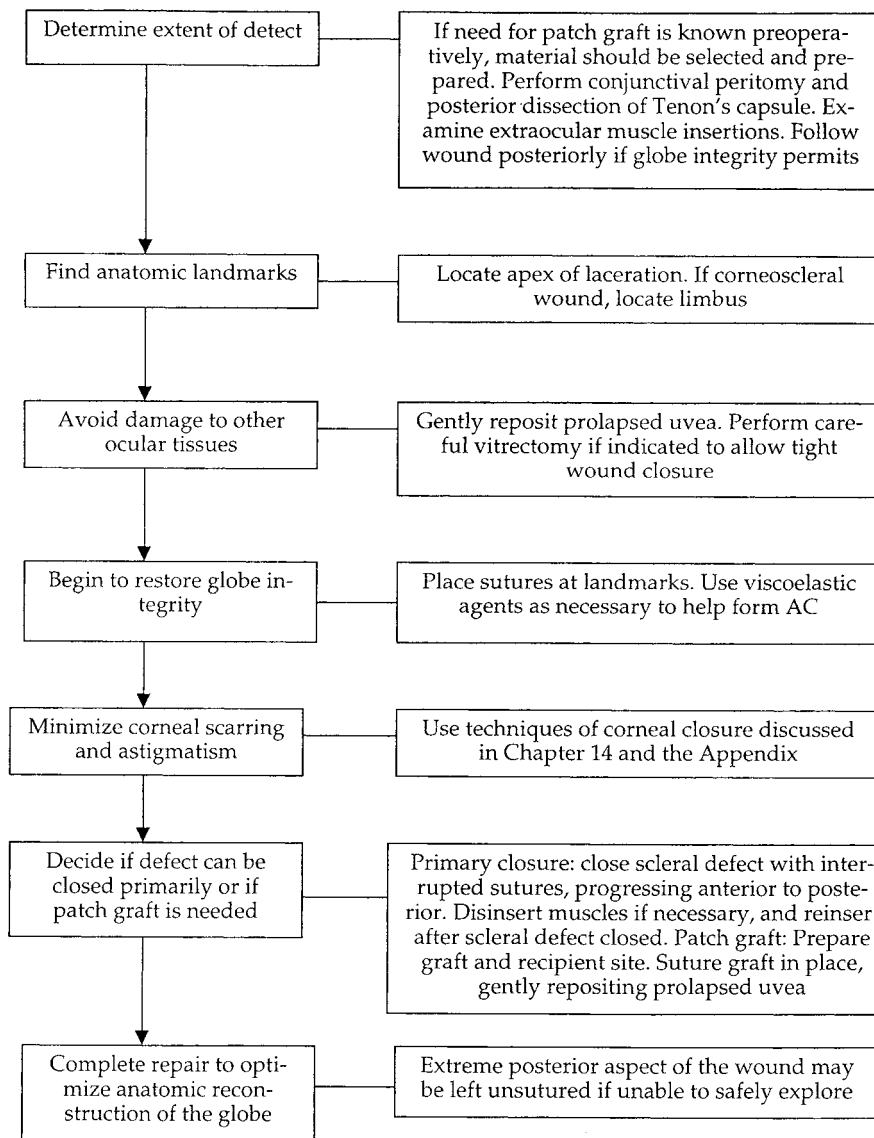 Determine extent of detect
If need for patch graft is known preopera-
tively, material should be selected and pre-
pared. Perform conjunctival peritomy and
posterior dissection of Tenon's capsule. Ex-
amine extraocular muscle insertions. Follow
wound posteriorly if globe integrity permits
Find anatomic landmarks
Locate apex of laceration. If corneoscleral
wound, locate limbus
Avoid damage to other
ocular tissues
Gently reposit prolapsed uvea. Perform care-
ful vitrectomy if indicated to allow tight
wound closure
Begin to restore globe in-
tegrity
Place sutures at landmarks. Use viscoelastic
agents as necessary to help form AC
Minimize corneal scarring
and astigmatism
Use techniques of corneal closure discussed
in Chapter 14 and the Appendix
Decide if defect can be
closed primarily or if
patch graft is needed
Primary closure: close scleral defect with inter-
rupted sutures, progressing anterior to poste-
rior. Disinsert muscles if necessary, and reinser
after scleral defect closed. Patch graft: Prepare
graft and recipient site. Suture graft in place,
gently repositing prolapsed uvea
Complete repair to opti-
mize anatomic recon-
struction of the globe
Extreme posterior aspect of the wound may
be left unsutured if unable to safely explore